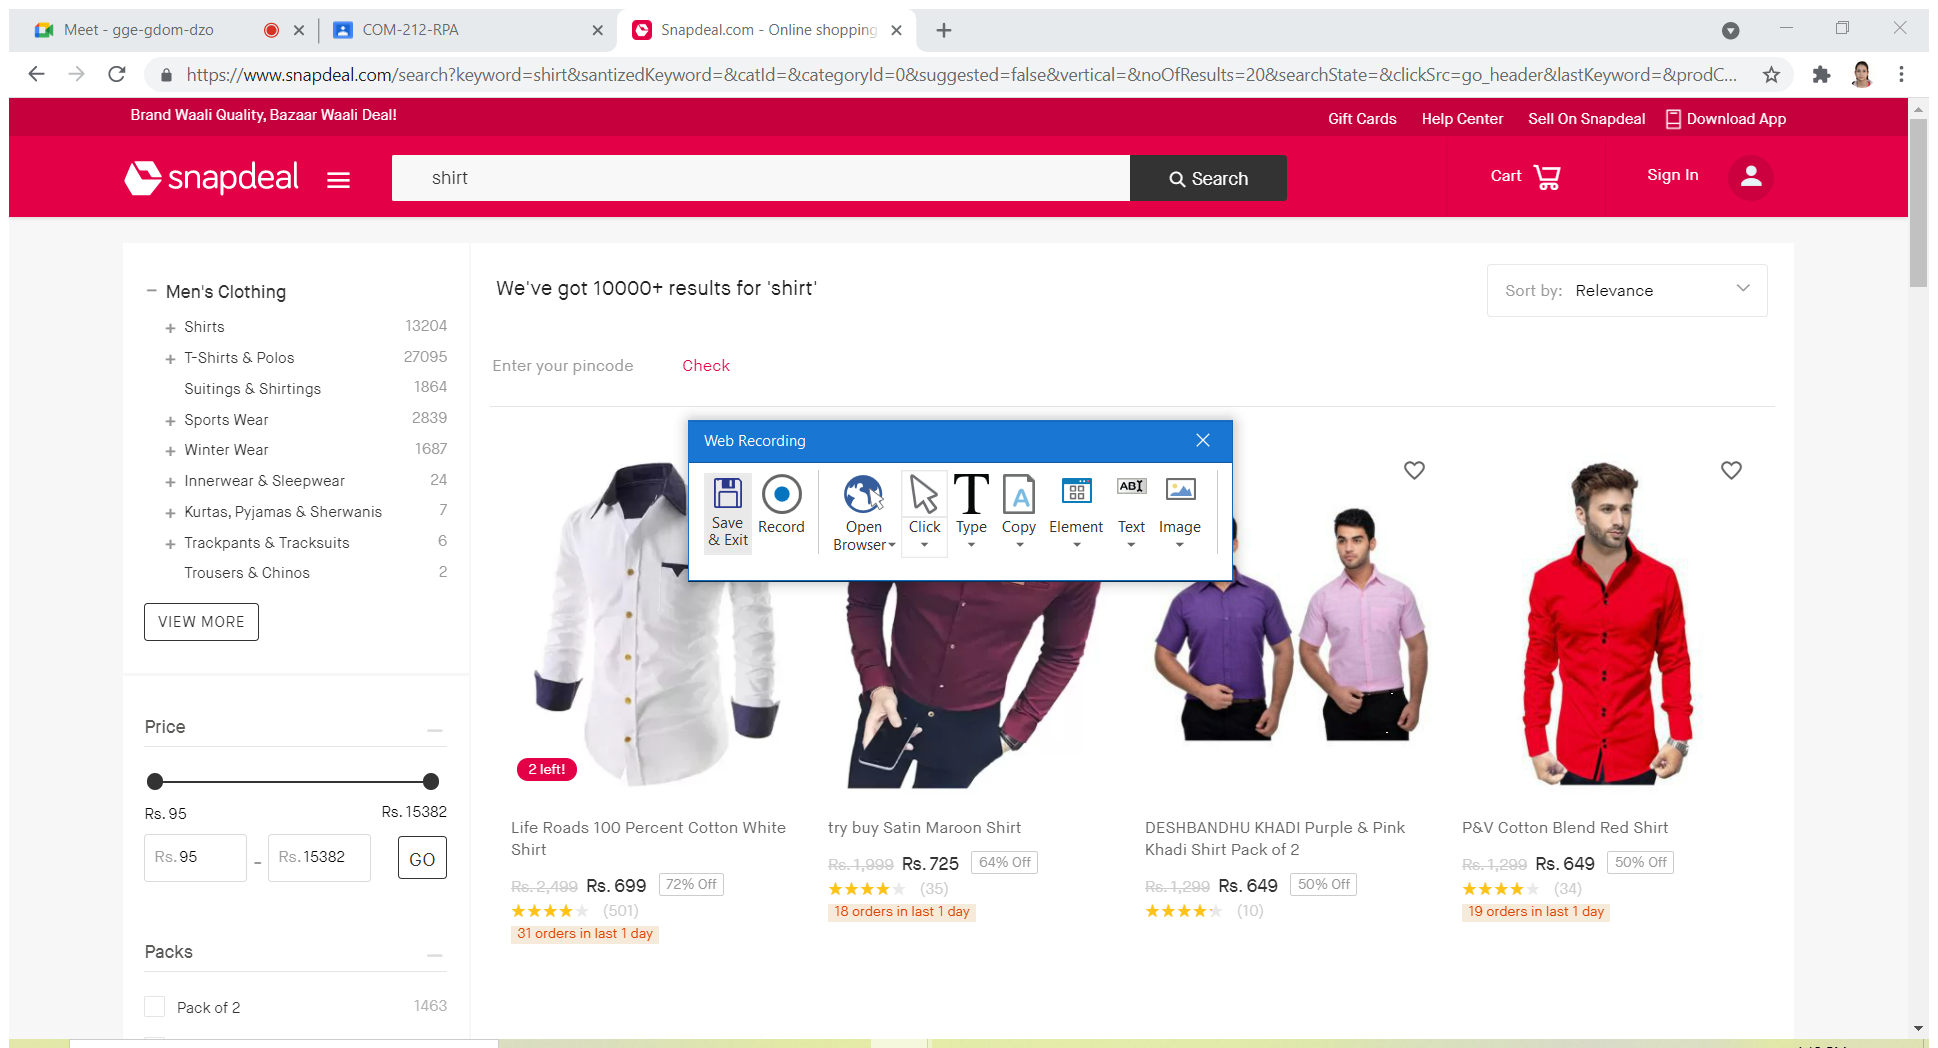 Meet - gge-gdom-dzo
COM-212-RPA
Snapdeal.com - Online shopping
https://www.snapdeal.com/search?keyword=shirt&santizedKeyword=&catId=&categoryId=0&suggested=false&vertical=&noOfResults=20&searchState=&clickSrc=go_header&lastKeyword=&prodC...
Brand Waali Quality, Bazaar Waali Deal!
Gift Cards Help Center Sell On Snapdeal Download App
snapdeal
shirt
Search
Cart
Sign In
Men's Clothing
Shirts 13204
T-Shirts & Polos 27095
Suitings & Shirtings 1864
Sports Wear 2839
Winter Wear 1687
Innerwear & Sleepwear 24
Kurtas, Pyjamas & Sherwanis 7
Trackpants & Tracksuits 6
Trousers & Chinos 2
VIEW MORE
Price
Rs. 95 Rs. 15382
Rs. 95 - Rs. 15382 GO
Packs
Pack of 2 1463
We've got 10000+ results for 'shirt'
Sort by: Relevance
Enter your pincode Check
Web Recording
Save & Exit
Record
Open Browser
Click
Type
Copy
Element
Text
Image
2 left!
Life Roads 100 Percent Cotton White
Shirt
Rs. 2,499 Rs. 699 72% Off
(501)
31 orders in last 1 day
try buy Satin Maroon Shirt
Rs. 1,999 Rs. 725 64% Off
(35)
18 orders in last 1 day
DESHBANDHU KHADI Purple & Pink
Khadi Shirt Pack of 2
Rs. 1,299 Rs. 649 50% Off
(10)
P&V Cotton Blend Red Shirt
Rs. 1,299 Rs. 649 50% Off
(34)
19 orders in last 1 day